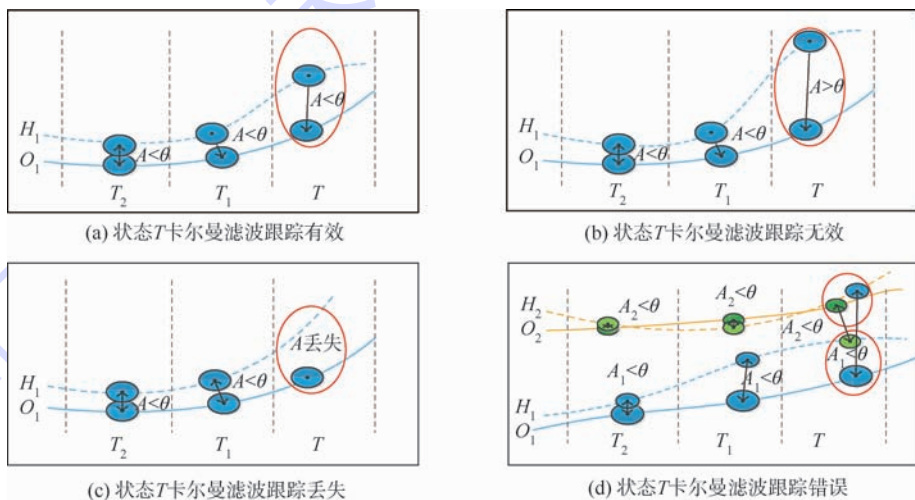 A<θ
A<θ
A<θ
H₁
O₁
T₂
T₁
T
(a) 状态T卡尔曼滤波跟踪有效
A>θ
A<θ
A<θ
H₁
O₁
T₂
T₁
T
(b) 状态T卡尔曼滤波跟踪无效
A丢失
A<θ
A<θ
H₁
O₁
T₂
T₁
T
(c) 状态T卡尔曼滤波跟踪丢失
H₂
O₂
A₂<θ
A₂<θ
A₂<θ
A₁<θ
A₁<θ
A₁<θ
H₁
O₁
T₂
T₁
T
(d) 状态T卡尔曼滤波跟踪错误